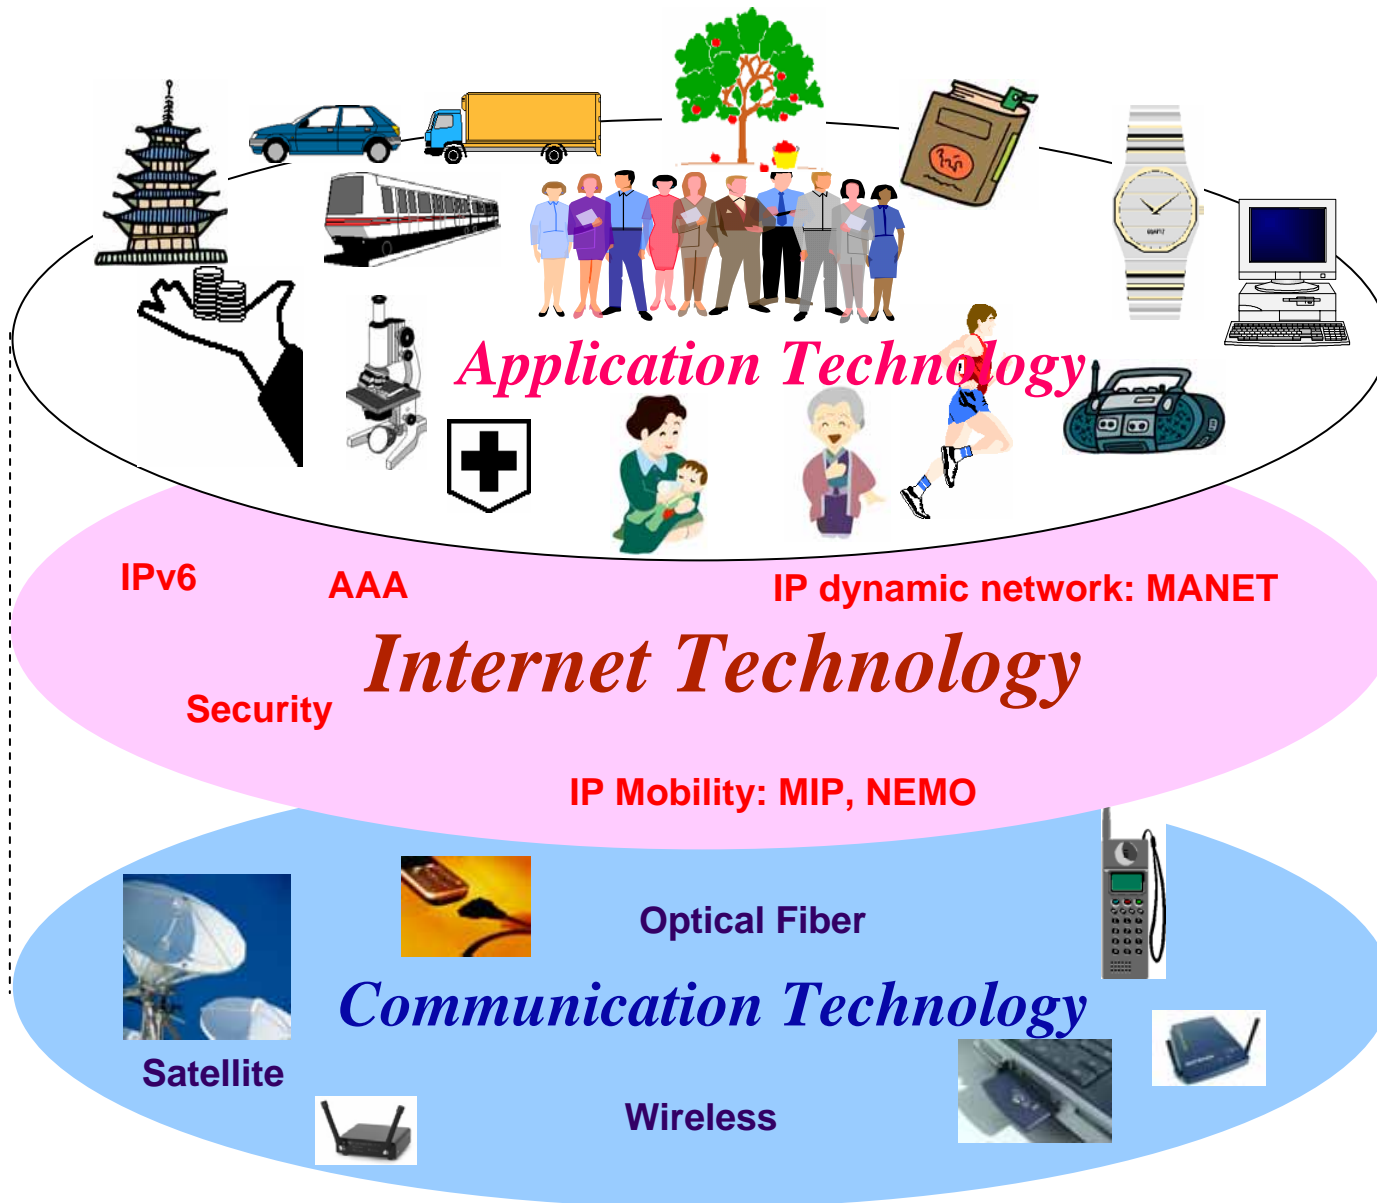 QUARTZ
Application Technology
IPv6
AAA
IP dynamic network: MANET
Internet Technology
Security
IP Mobility: MIP, NEMO
Optical Fiber
Communication Technology
Satellite
Wireless